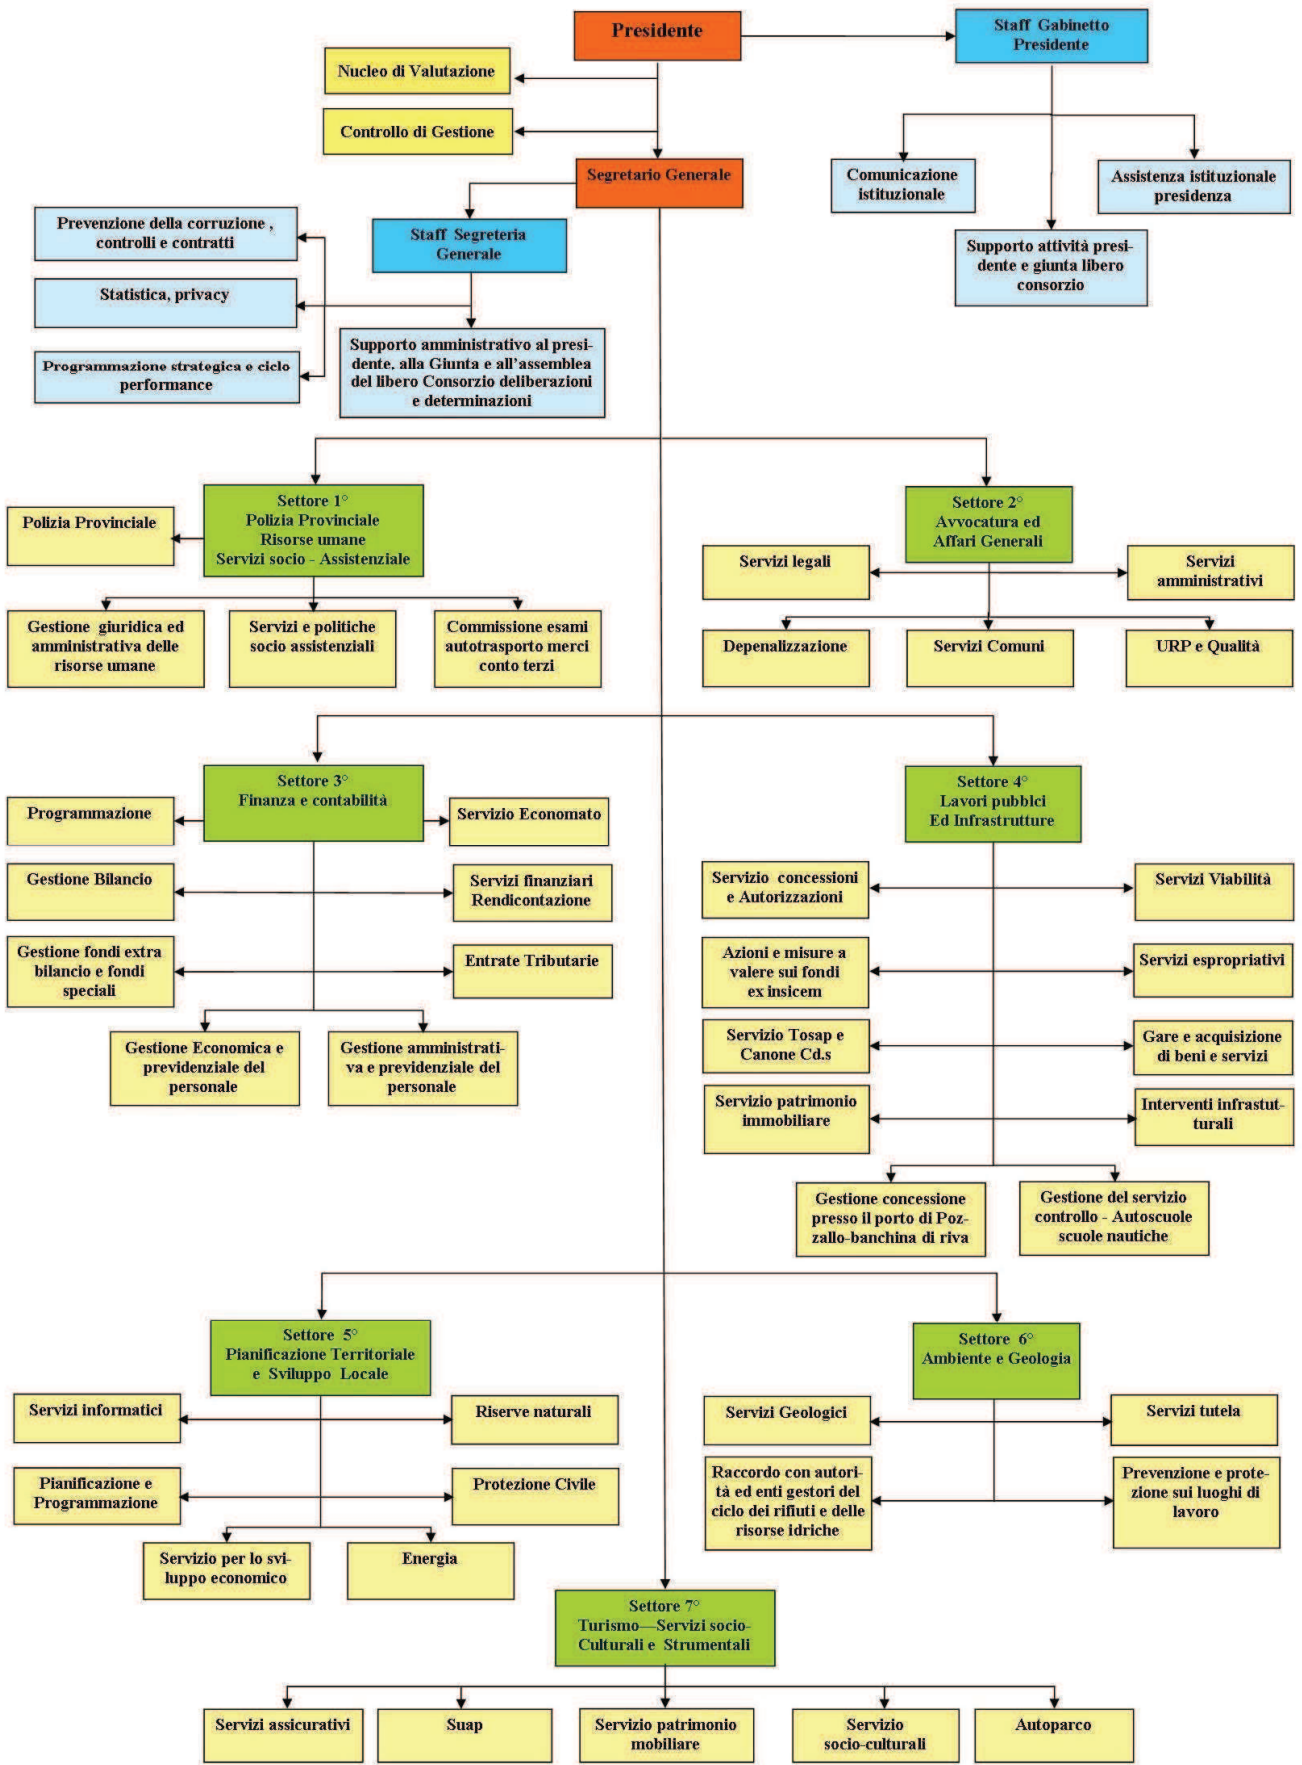 Presidente
Staff Gabinetto
Presidente
Nucleo di Valutazione
Controllo di Gestione
Segretario Generale
Comunicazione
istituzionale
Assistenza istituzionale
presidenza
Supporto attività presi-
dente e giunta libero
consorzio
Staff Segreteria
Generale
Prevenzione della corruzione ,
controlli e contratti
Statistica, privacy
Programmazione strategica e ciclo
performance
Supporto amministrativo al presi-
dente, alla Giunta e all'assemblea
del libero Consorzio deliberazioni
e determinazioni
Settore 1°
Polizia Provinciale
Risorse umane
Servizi socio - Assistenziale
Polizia Provinciale
Gestione giuridica ed
amministrativa delle
risorse umane
Servizi e politiche
socio assistenziali
Commissione esami
autotrasporto merci
conto terzi
Settore 2°
Avvocatura ed
Affari Generali
Servizi legali
Servizi
amministrativi
Depenalizzazione
Servizi Comuni
URP e Qualità
Settore 3°
Finanza e contabilità
Programmazione
Servizio Economato
Gestione Bilancio
Servizi finanziari
Rendicontazione
Gestione fondi extra
bilancio e fondi
speciali
Entrate Tributarie
Gestione Economica e
previdenziale del
personale
Gestione amministrati-
va e previdenziale del
personale
Settore 4°
Lavori pubblci
Ed Infrastrutture
Servizio concessioni
e Autorizzazioni
Servizi Viabilità
Azioni e misure a
valere sui fondi
ex insicem
Servizi espropriativi
Servizio Tosap e
Canone Cd.s
Gare e acquisizione
di beni e servizi
Servizio patrimonio
immobiliare
Interventi infrastut-
turali
Gestione concessione
presso il porto di Poz-
zallo-banchina di riva
Gestione del servizio
controllo - Autoscuole
scuole nautiche
Settore 5°
Pianificazione Territoriale
e Sviluppo Locale
Servizi informatici
Riserve naturali
Pianificazione e
Programmazione
Protezione Civile
Servizio per lo svi-
luppo economico
Energia
Settore 6°
Ambiente e Geologia
Servizi Geologici
Servizi tutela
Raccordo con autori-
tà ed enti gestori del
ciclo dei rifiuti e delle
risorse idriche
Prevenzione e prote-
zione sui luoghi di
lavoro
Settore 7°
Turismo—Servizi socio-
Culturali e Strumentali
Servizi assicurativi
Suap
Servizio patrimonio
mobiliare
Servizio
socio-culturali
Autoparco